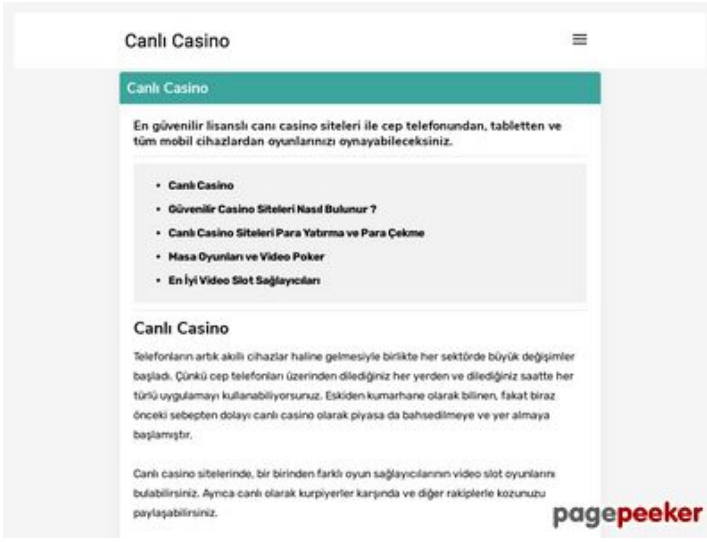 Canlı Casino
Canlı Casino
En güvenilir lisanslı canı casino siteleri ile cep telefonundan, tabletten ve
tüm mobil cihazlardan oyunlarınızı oynayabileceksiniz.
• Canlı Casino
• Güvenilir Casino Siteleri Nasıl Bulunur ?
• Canlı Casino Siteleri Para Yatırma ve Para Çekme
• Masa Oyunları ve Video Poker
• En İyi Video Slot Sağlayıcıları
Canlı Casino
Telefonların artık akıllı cihazlar haline gelmesiyle birlikte her sektörde büyük değişimler
başladı. Çünkü cep telefonları üzerinden dilediğiniz her yerden ve dilediğiniz saatte her
türlü uygulamayı kullanabiliyorsunuz. Eskiden kumarhane olarak bilinen, fakat biraz
önceki sebepten dolayı canlı casino olarak piyasa da bahsedilmeye ve yer almaya
başlamıştır.
Canlı casino sitelerinde, bir birinden farklı oyun sağlayıcılarının video slot oyunlarını
bulabilirsiniz. Ayrıca canlı olarak kurpiyerler karşında ve diğer rakiplerle kozunuzu
paylaşabilirsiniz.
pagepeeker